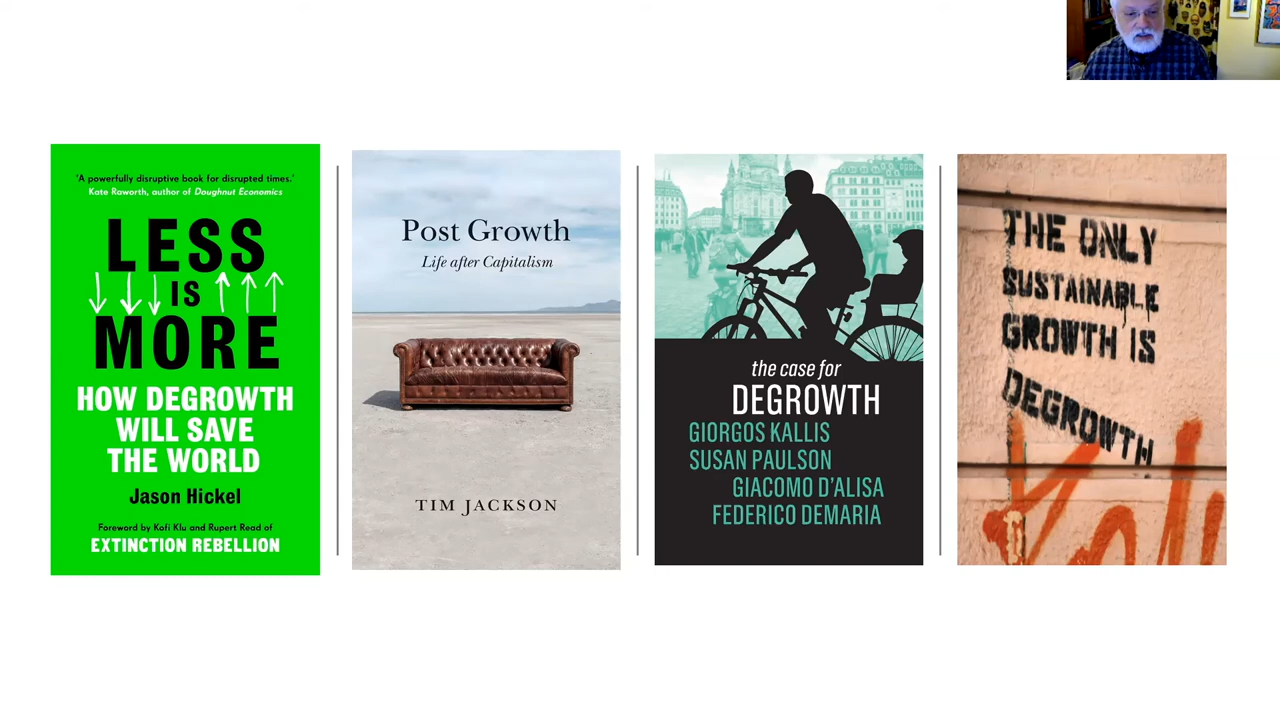 'A powerfully disruptive book for disrupted times.'
Kate Raworth, author of Doughnut Economics
LESS
IS
MORE
HOW DEGROWTH
WILL SAVE
THE WORLD
Jason Hickel
Foreword by Kofi Klu and Rupert Read of
EXTINCTION REBELLION
Post Growth
Life after Capitalism
TIM JACKSON
the case for
DEGROWTH
GIORGOS KALLIS
SUSAN PAULSON
GIACOMO D'ALISA
FEDERICO DEMARIA
THE ONLY
SUSTAINABLE
GROWTH IS
DEGROWTH